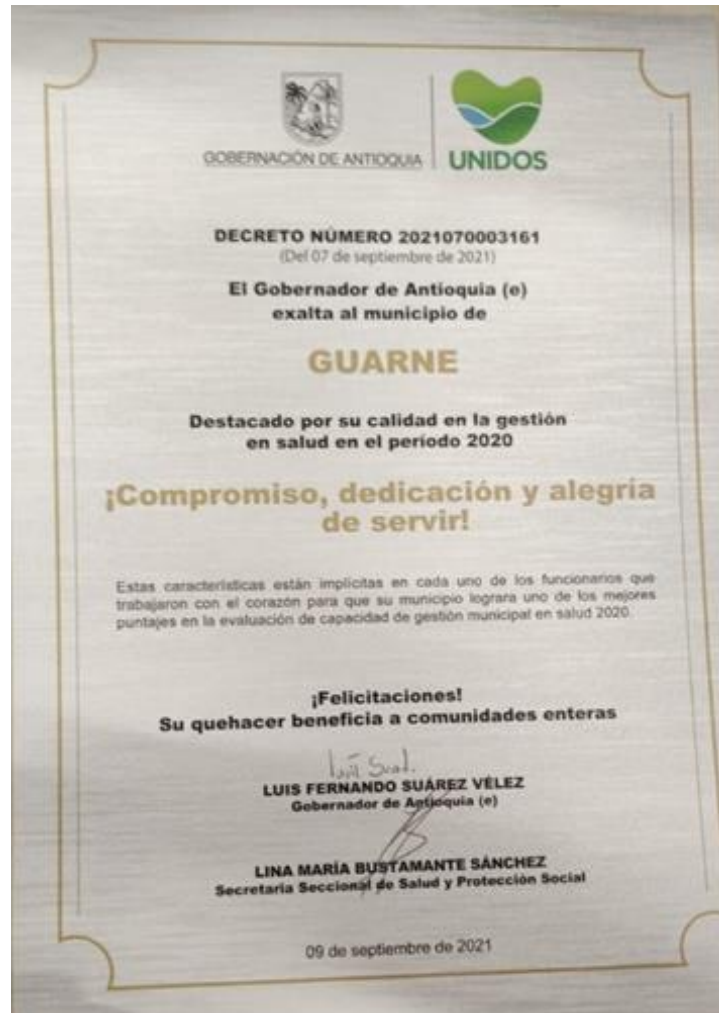 GOBERNACIÓN DE ANTIOQUIA
UNIDOS
DECRETO NÚMERO 2021070003161
(Del 07 de septiembre de 2021)
El Gobernador de Antioquia (e)
exalta al municipio de
GUARNE
Destacado por su calidad en la gestión
en salud en el período 2020
¡Compromiso, dedicación y alegría
de servir!
Estas características están implícitas en cada uno de los funcionarios que
trabajaron con el corazón para que su municipio lograra uno de los mejores
puntajes en la evaluación de capacidad de gestión municipal en salud 2020.
¡Felicitaciones!
Su quehacer beneficia a comunidades enteras
LUIS FERNANDO SUÁREZ VÉLEZ
Gobernador de Antioquia (e)
LINA MARÍA BUSTAMANTE SÁNCHEZ
Secretaria Seccional de Salud y Protección Social
09 de septiembre de 2021